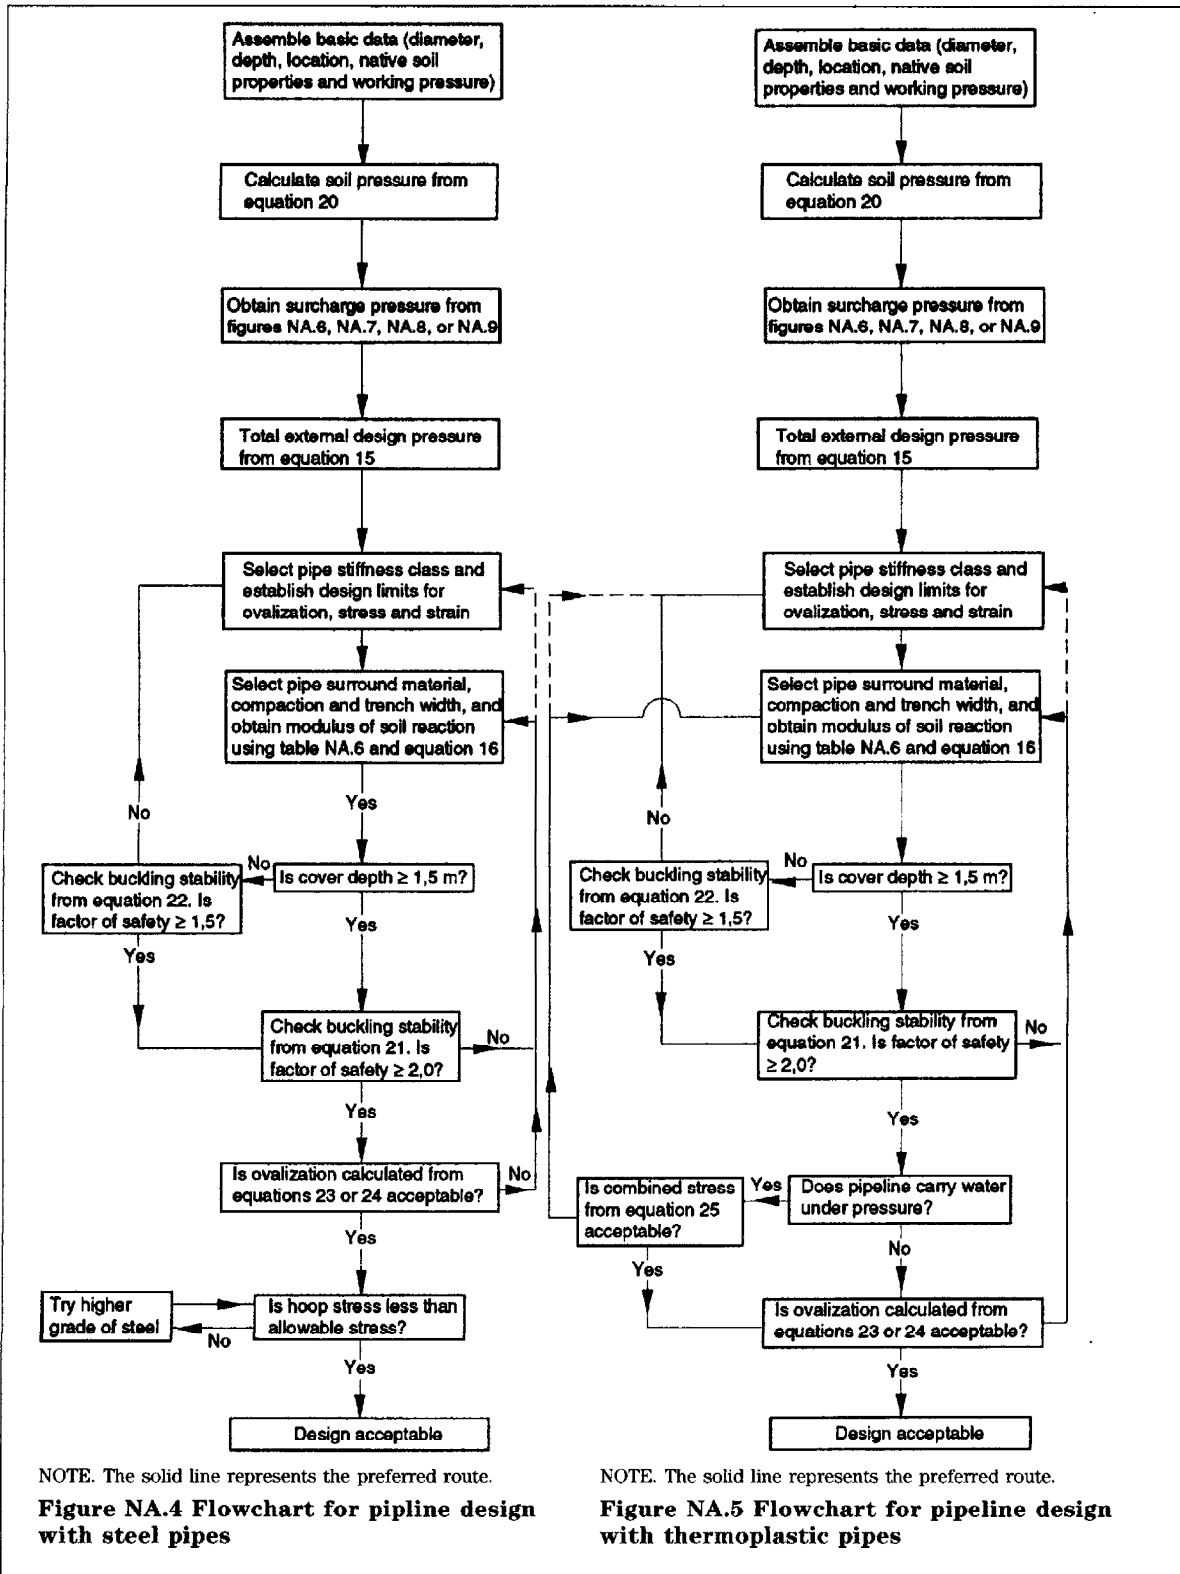 Assemble basic data (diameter,
depth, location, native soil
properties and working pressure)
Calculate soil pressure from
equation 20
Obtain surcharge pressure from
figures NA.6, NA.7, NA.8, or NA.9
Total external design pressure
from equation 15
Select pipe stiffness class and
establish design limits for
ovalization, stress and strain
Select pipe surround material,
compaction and trench width, and
obtain modulus of soil reaction
using table NA.6 and equation 16
Yes
No
Is cover depth ≥ 1,5 m?
No
Check buckling stability
from equation 22. Is
factor of safety ≥ 1,5?
Yes
Yes
Check buckling stability
from equation 21. Is
factor of safety ≥ 2,0?
No
Yes
Is ovalization calculated from
equations 23 or 24 acceptable?
No
Yes
Try higher
grade of steel
Is hoop stress less than
allowable stress?
No
Yes
Design acceptable
NOTE. The solid line represents the preferred route.
Figure NA.4 Flowchart for pipline design
with steel pipes
Assemble basic data (diameter,
depth, location, native soil
properties and working pressure)
Calculate soil pressure from
equation 20
Obtain surcharge pressure from
figures NA.6, NA.7, NA.8, or NA.9
Total external design pressure
from equation 15
Select pipe stiffness class and
establish design limits for
ovalization, stress and strain
Select pipe surround material,
compaction and trench width, and
obtain modulus of soil reaction
using table NA.6 and equation 16
No
Is cover depth ≥ 1,5 m?
No
Check buckling stability
from equation 22. Is
factor of safety ≥ 1,5?
Yes
Yes
Check buckling stability from
equation 21. Is factor of safety
≥ 2,0?
No
Yes
Does pipeline carry water
under pressure?
Yes
Is combined stress
from equation 25
acceptable?
No
Yes
Is ovalization calculated from
equations 23 or 24 acceptable?
Yes
Design acceptable
NOTE. The solid line represents the preferred route.
Figure NA.5 Flowchart for pipeline design
with thermoplastic pipes